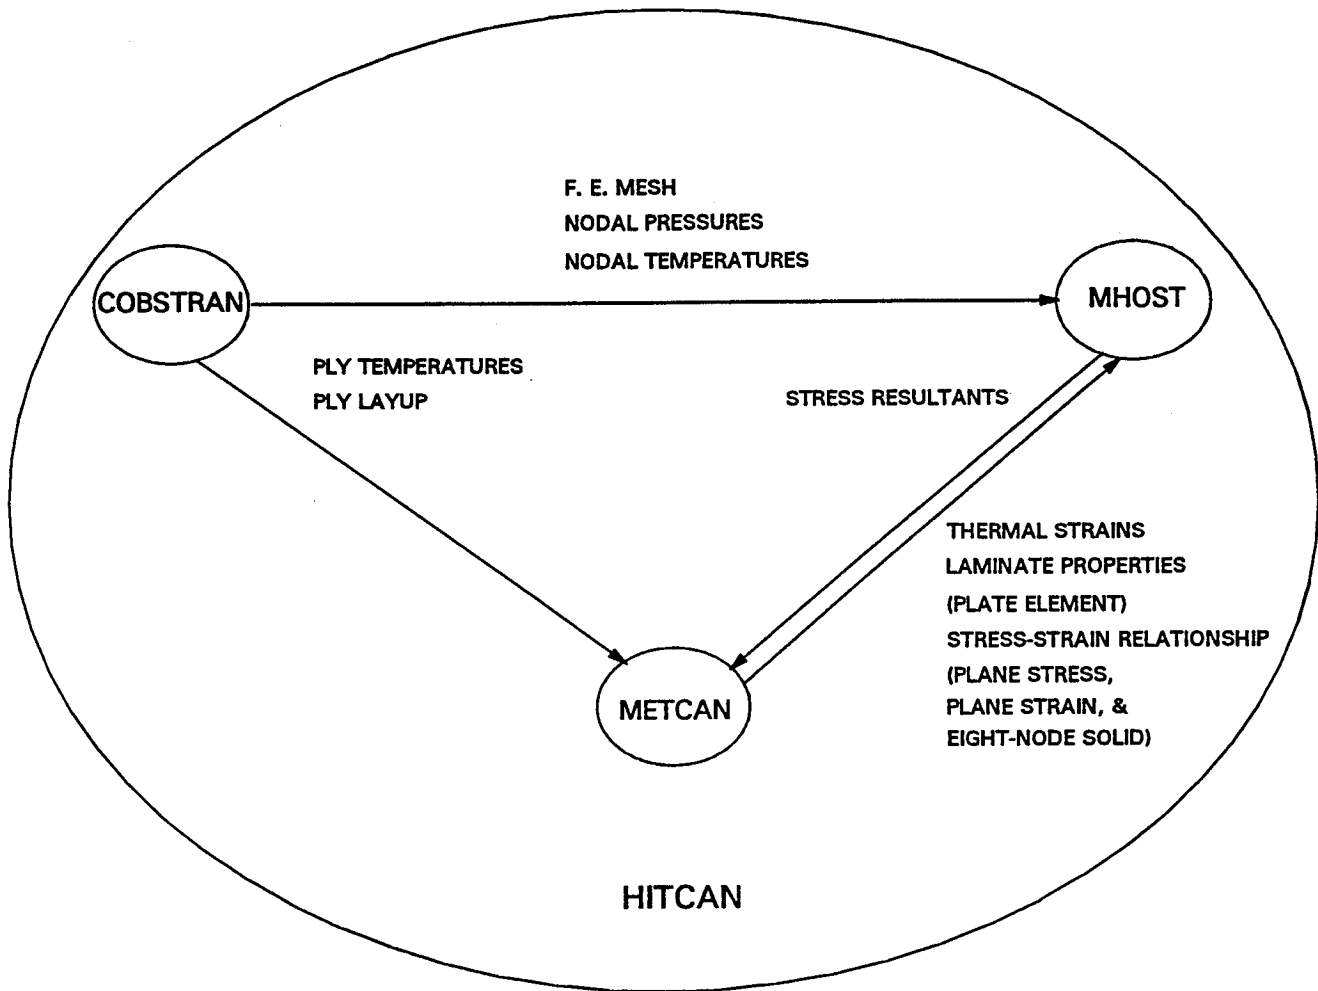 F. E. MESH
NODAL PRESSURES
NODAL TEMPERATURES
COBSTRAN
MHOST
PLY TEMPERATURES
PLY LAYUP
STRESS RESULTANTS
THERMAL STRAINS
LAMINATE PROPERTIES
(PLATE ELEMENT)
STRESS-STRAIN RELATIONSHIP
(PLANE STRESS,
PLANE STRAIN, &
EIGHT-NODE SOLID)
METCAN
HITCAN